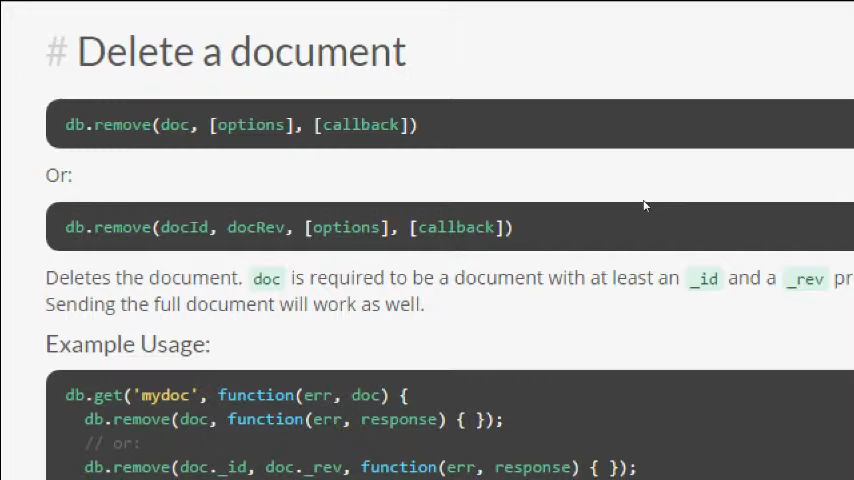 # Delete a document
db.remove(doc, [options], [callback])
Or:
db.remove(docId, docRev, [options], [callback])
Deletes the document. doc is required to be a document with at least an _id and a _rev pr
Sending the full document will work as well.
Example Usage:
db.get('mydoc', function(err, doc) {
db.remove(doc, function(err, response) { });
// or:
db.remove(doc._id, doc._rev, function(err, response) { });